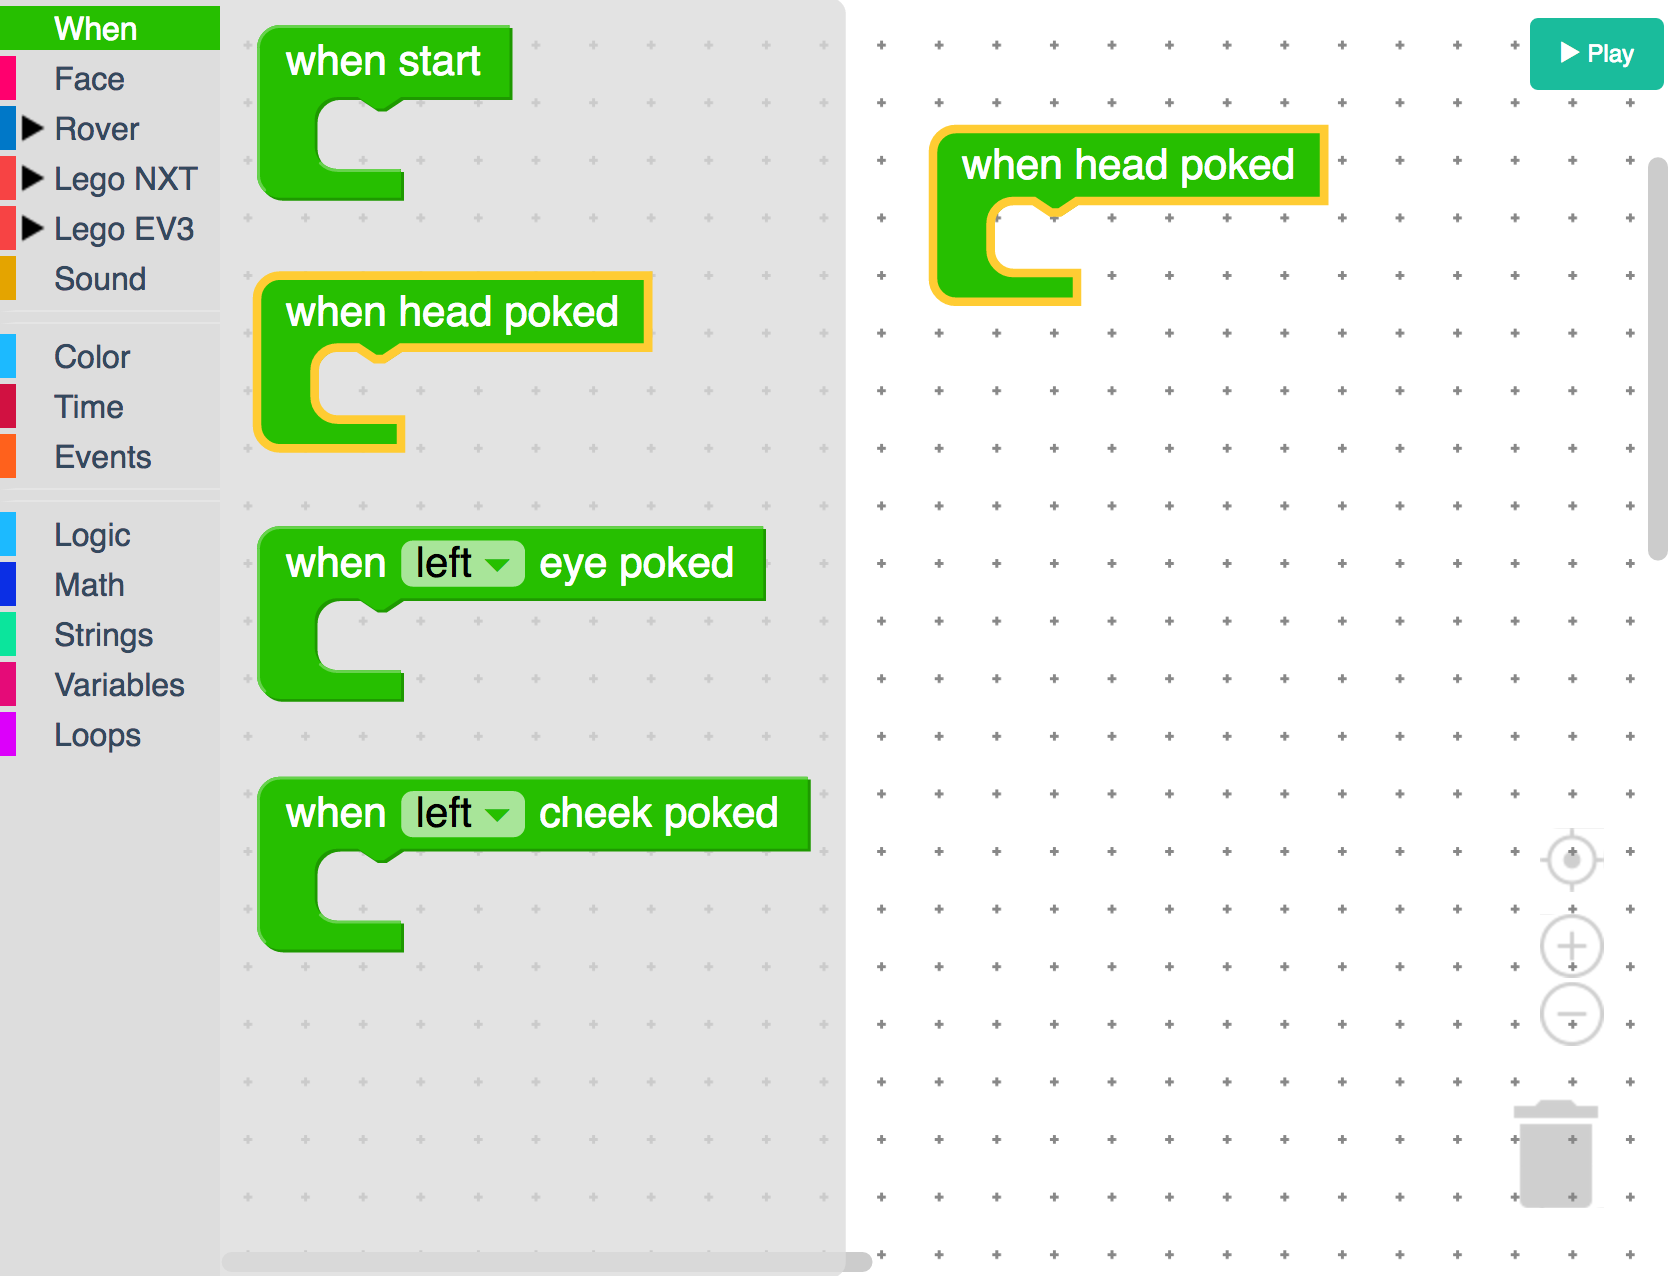 When
Face
Rover
Lego NXT
Lego EV3
Sound
Color
Time
Events
Logic
Math
Strings
Variables
Loops
when start
when head poked
when left eye poked
when left cheek poked
when head poked
Play